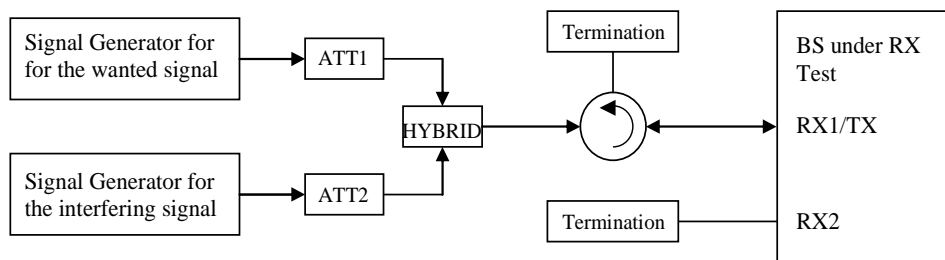 Signal Generator for
for the wanted signal
ATT1
HYBRID
Termination
BS under RX
Test
RX1/TX
Signal Generator for
the interfering signal
ATT2
Termination
RX2